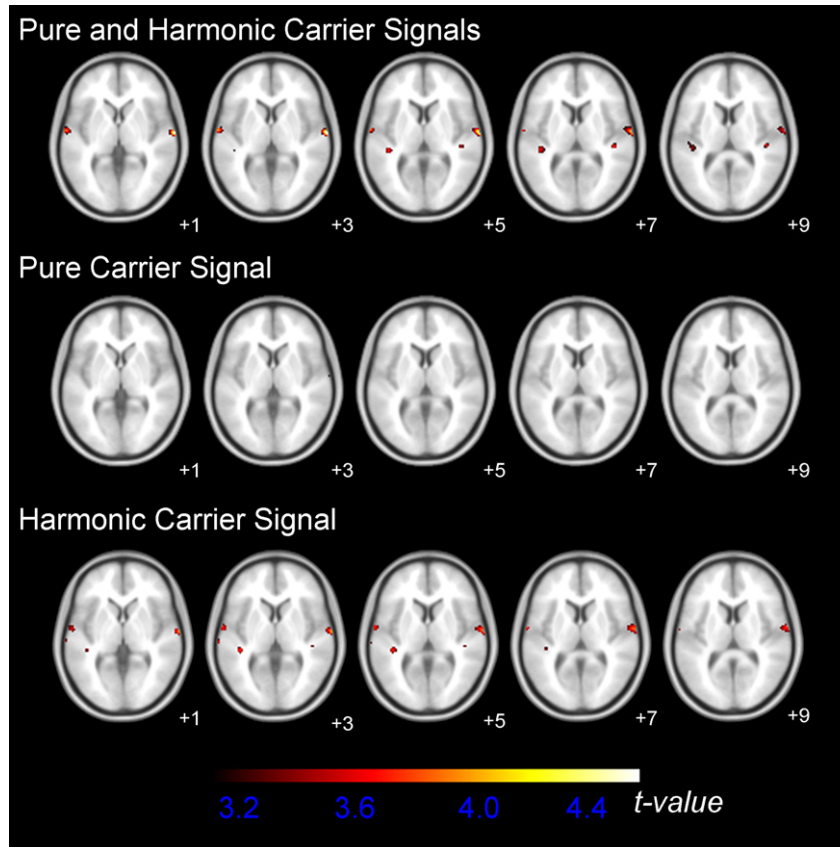 Pure and Harmonic Carrier Signals
+1 +3 +5 +7 +9
Pure Carrier Signal
+1 +3 +5 +7 +9
Harmonic Carrier Signal
+1 +3 +5 +7 +9
3.2 3.6 4.0 4.4 t-value